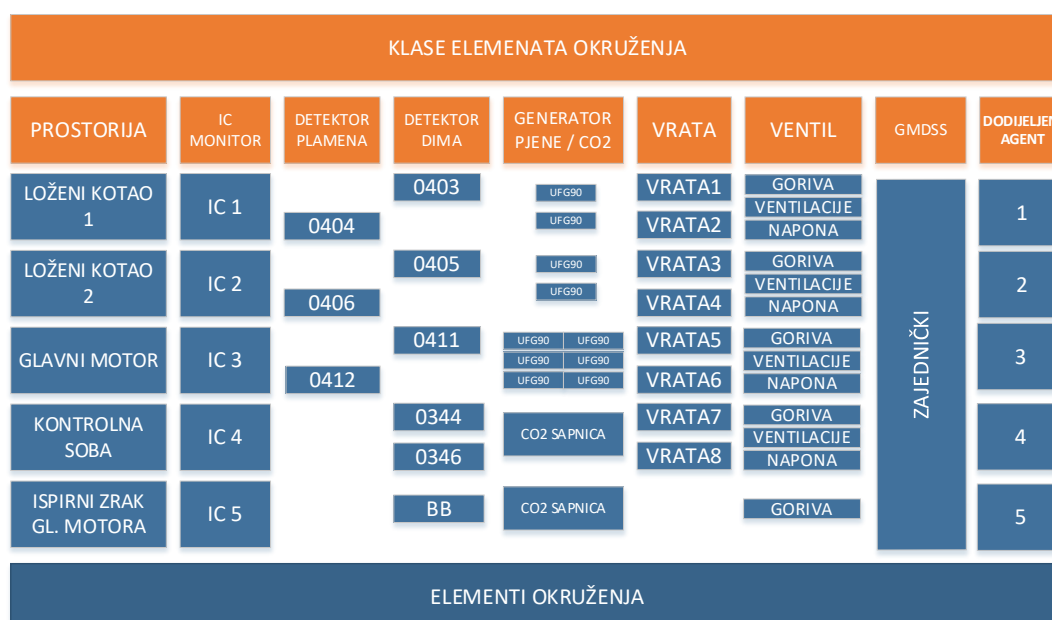 KLASE ELEMENATA OKRUŽENJA
PROSTORIJA
IC
MONITOR
DETEKTOR
PLAMENA
DETEKTOR
DIMA
GENERATOR
PJENE / CO2
VRATA
VENTIL
GMDSS
DODIJELJEN
AGENT
LOŽENI KOTAO
1
IC 1
0404
0403
UFG90
UFG90
VRATA1
VRATA2
GORIVA
VENTILACIJE
NAPONA
1
LOŽENI KOTAO
2
IC 2
0406
0405
UFG90
UFG90
VRATA3
VRATA4
GORIVA
VENTILACIJE
NAPONA
2
GLAVNI MOTOR
IC 3
0412
0411
UFG90 UFG90
UFG90 UFG90
UFG90 UFG90
VRATA5
VRATA6
GORIVA
VENTILACIJE
NAPONA
3
KONTROLNA
SOBA
IC 4
0344
0346
CO2 SAPNICA
VRATA7
VRATA8
GORIVA
VENTILACIJE
NAPONA
4
ISPIRNI ZRAK
GL. MOTORA
IC 5
BB
CO2 SAPNICA
GORIVA
5
ZAJEDNIČKI
ELEMENTI OKRUŽENJA